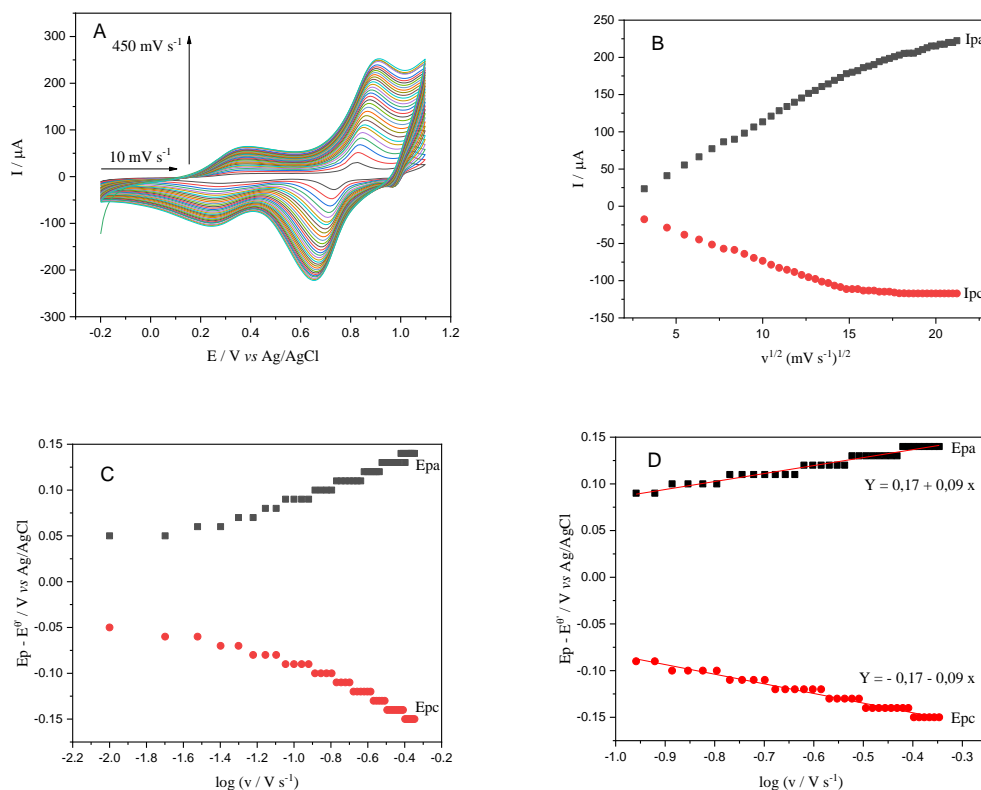 A
450 mV s⁻¹
10 mV s⁻¹
300
250
200
150
100
50
0
-50
-100
-200
-300
I / µA
-0.2 0.0 0.2 0.4 0.6 0.8 1.0 1.2
E / V vs Ag/AgCl
B
Ipa
Ipc
250
200
150
100
50
0
-50
-100
-150
I / µA
5 10 15 20
v^1/2 (mV s⁻¹)^1/2
C
Epa
Epc
0.15
0.10
0.05
0.00
-0.05
-0.10
-0.15
Ep - E^θ' / V vs Ag/AgCl
-2.2 -2.0 -1.8 -1.6 -1.4 -1.2 -1.0 -0.8 -0.6 -0.4 -0.2
log (v / V s⁻¹)
D
Epa
Y = 0,17 + 0,09 x
Y = - 0,17 - 0,09 x
Epc
0.15
0.10
0.05
0.00
-0.05
-0.10
-0.15
Ep - E^θ' / V vs Ag/AgCl
-1.0 -0.9 -0.8 -0.7 -0.6 -0.5 -0.4 -0.3
log (v / V s⁻¹)